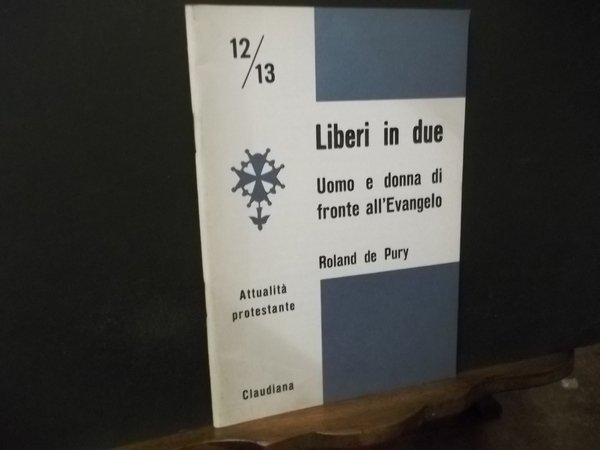 12/13
Liberi in due
Uomo e donna di
fronte all'Evangelo
Roland de Pury
Attualità
protestante
Claudiana